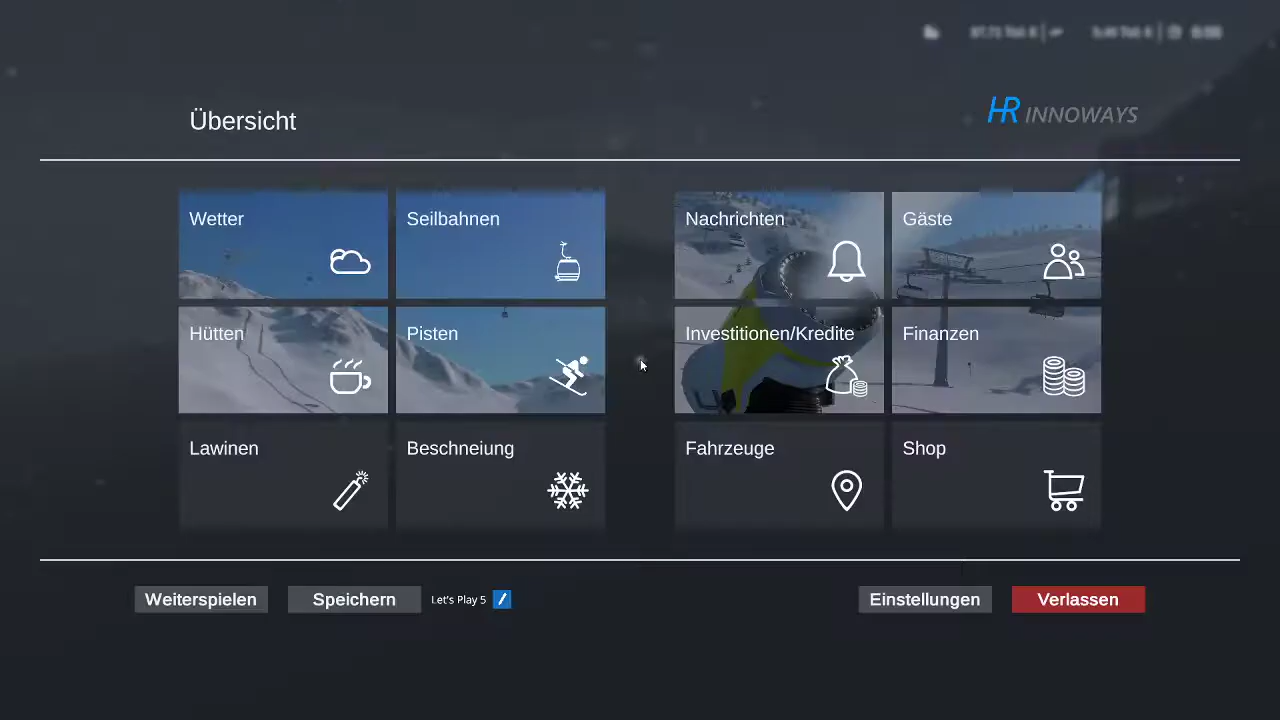 Übersicht
HR INNOWAYS
Wetter
Seilbahnen
Nachrichten
Gäste
Hütten
Pisten
Investitionen/Kredite
Finanzen
Lawinen
Beschneiung
Fahrzeuge
Shop
Weiterspielen
Speichern
Let's Play 5
Einstellungen
Verlassen